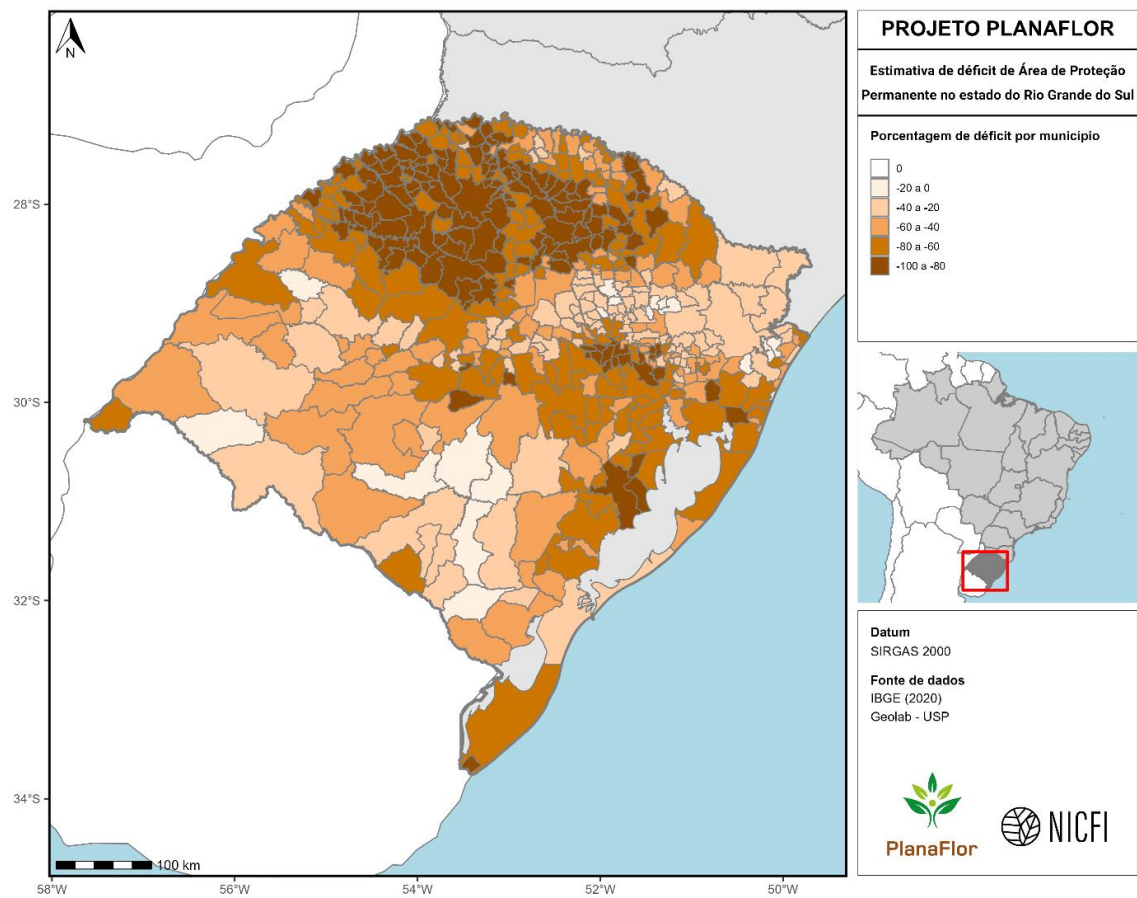 PROJETO PLANAFLOR
Estimativa de déficit de Área de Proteção
Permanente no estado do Rio Grande do Sul
Porcentagem de déficit por município
0
-20 a 0
-40 a -20
-60 a -40
-80 a -60
-100 a -80
N
28°S
30°S
32°S
34°S
100 km
58°W
56°W
54°W
52°W
50°W
Datum
SIRGAS 2000
Fonte de dados
IBGE (2020)
Geolab - USP
PlanaFlor
NICFI